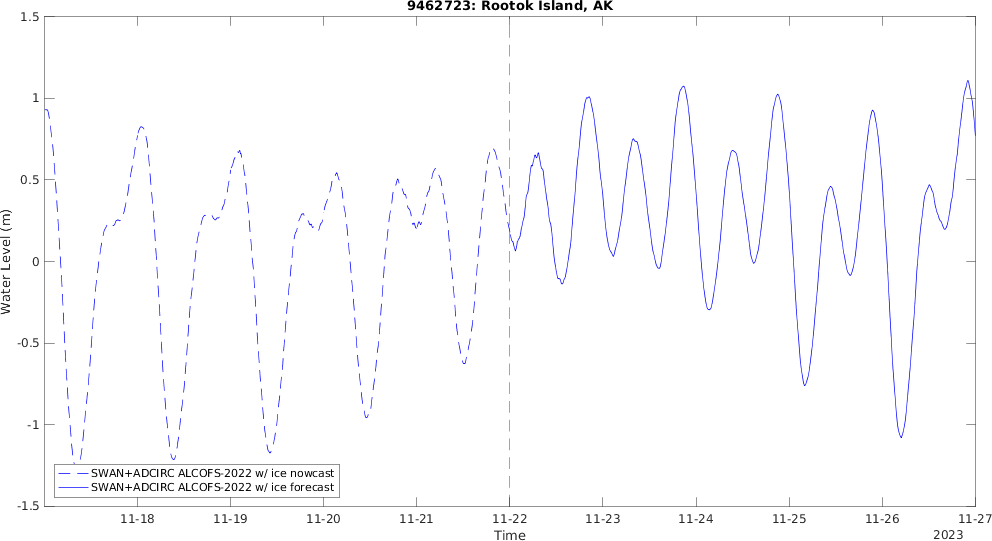 9462723: Rootok Island, AK
1.5
1
0.5
0
-0.5
-1
-1.5
Water Level (m)
SWAN+ADCIRC ALCOFS-2022 w/ ice nowcast
SWAN+ADCIRC ALCOFS-2022 w/ ice forecast
11-18 11-19 11-20 11-21 11-22 11-23 11-24 11-25 11-26 11-27
Time
2023